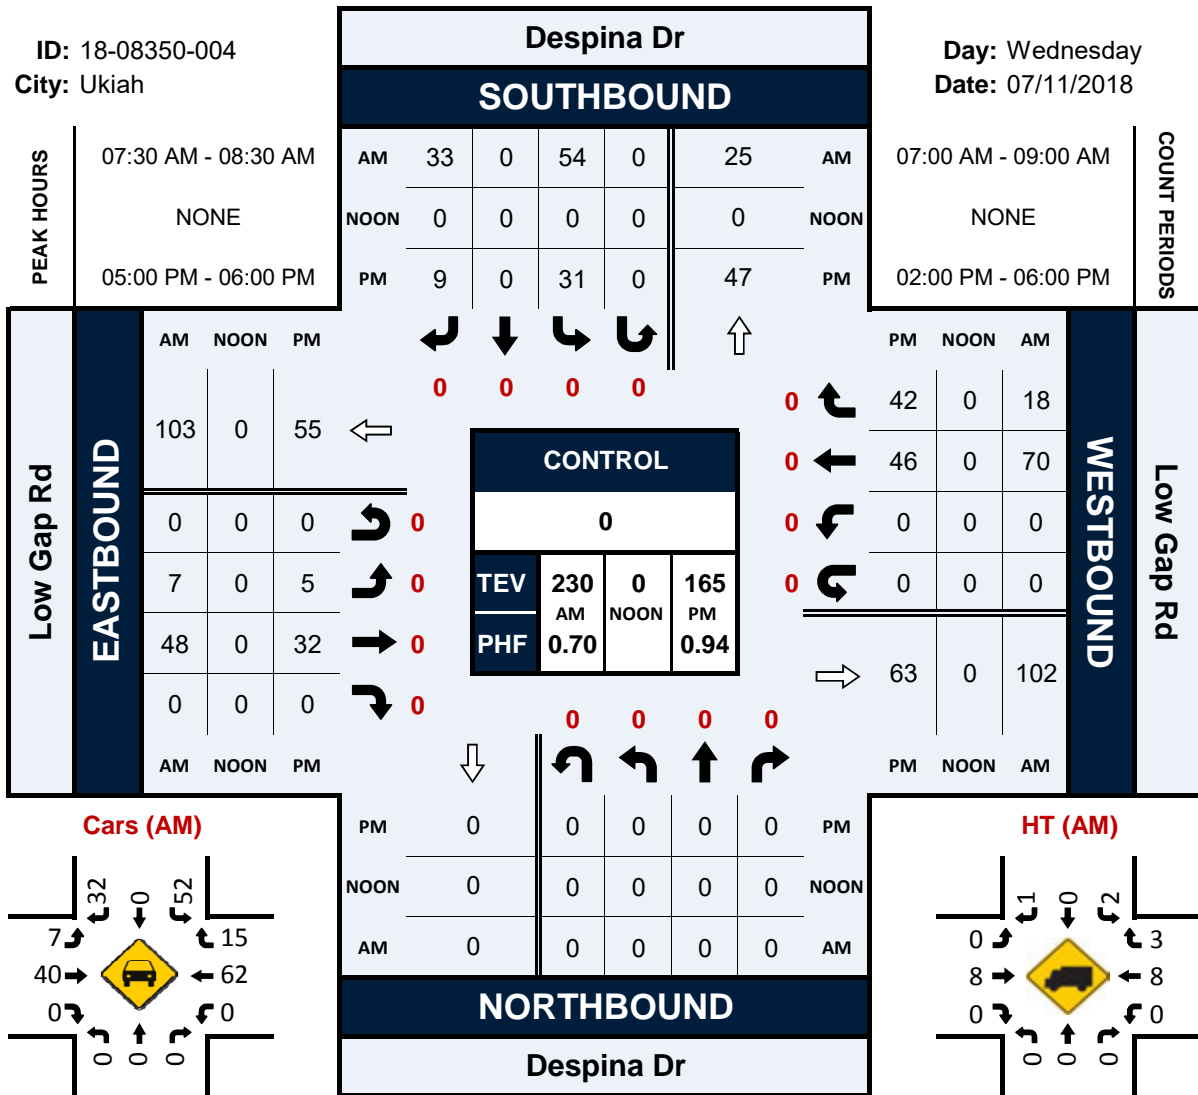 Despina Dr
ID: 18-08350-004
City: Ukiah
Day: Wednesday
Date: 07/11/2018
SOUTHBOUND
PEAK HOURS
07:30 AM - 08:30 AM
NONE
05:00 PM - 06:00 PM
AM 33 0 54 0 25 AM
NOON 0 0 0 0 0 NOON
PM 9 0 31 0 47 PM
07:00 AM - 09:00 AM
NONE
02:00 PM - 06:00 PM
COUNT PERIODS
0 0 0 0
Low Gap Rd
EASTBOUND
AM NOON PM
103 0 55
0 0 0 0
7 0 5 0
48 0 32 0
0 0 0 0
AM NOON PM
CONTROL
0
TEV 230 0 165
AM NOON PM
PHF 0.70 0.94
PM NOON AM
0 42 0 18
0 46 0 70
0 0 0 0
0 0 0 0
63 0 102
PM NOON AM
WESTBOUND
Low Gap Rd
0 0 0 0
PM 0 0 0 0 0 PM
NOON 0 0 0 0 0 NOON
AM 0 0 0 0 0 AM
NORTHBOUND
Despina Dr
Cars (AM)
32 0 52
7 15
40 62
0 0
0 0 0
HT (AM)
1 0 2
0 3
8 8
0 0
0 0 0